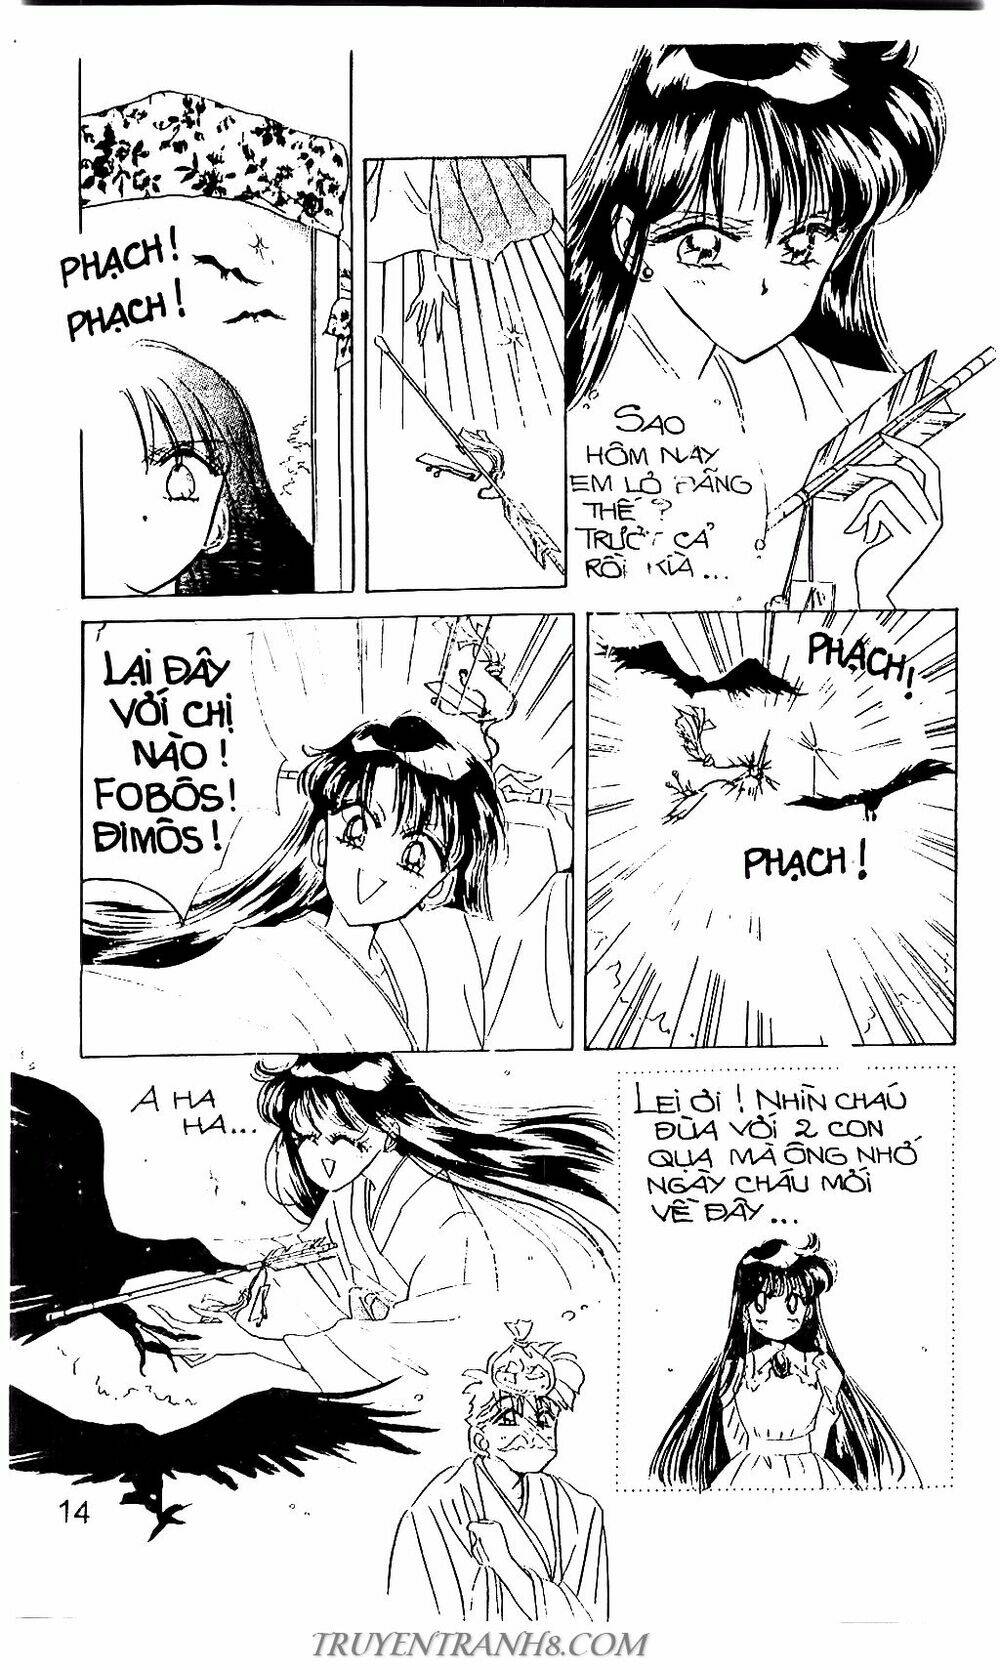 PHẠCH!
PHẠCH!
SAO
HÔM NAY
EM LƠ ĐÃNG
THẾ?
TRƯỚC CẢ
RỒI KÌA...
LẠI ĐÂY
VỚI CHỊ
NÀO!
FOBÔS!
ĐIMÔS!
PHẠCH!
PHẠCH!
A HA
HA...
LEI ƠI! NHÌN CHÁU
ĐÙA VỚI 2 CON
QUẠ MÀ ÔNG NHỚ
NGÀY CHÁU MỚI
VỀ ĐÂY...
14
TRUYENTRANH8.COM